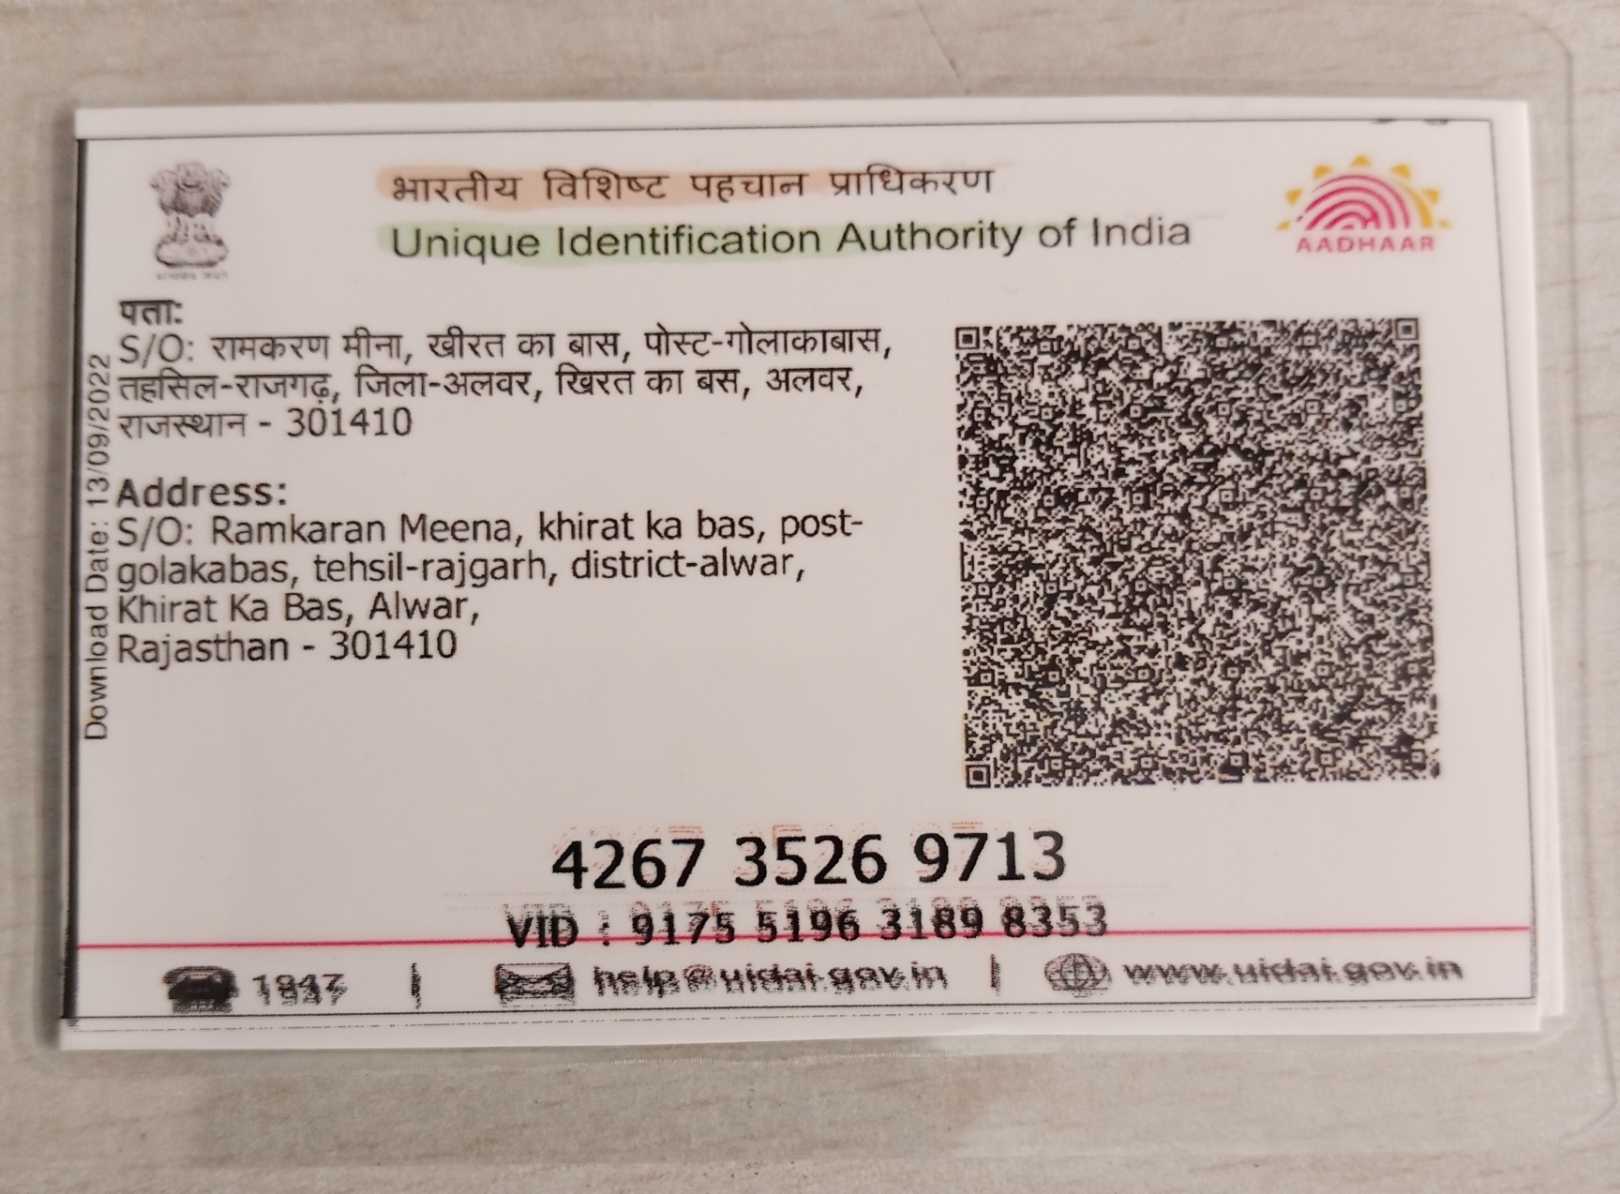 भारतीय विशिष्ट पहचान प्राधिकरण
Unique Identification Authority of India
AADHAAR
पता:
S/O: रामकरण मीना, खीरत का बास, पोस्ट-गोलाकाबास,
तहसिल-राजगढ़, जिला-अलवर, खिरत का बस, अलवर,
राजस्थान - 301410
Address:
S/O: Ramkaran Meena, khirat ka bas, post-
golakabas, tehsil-rajgarh, district-alwar,
Khirat Ka Bas, Alwar,
Rajasthan - 301410
Download Date: 13/09/2022
4267 3526 9713
VID : 9175 5196 3189 8353
1947 | help@uidai.gov.in | www.uidai.gov.in